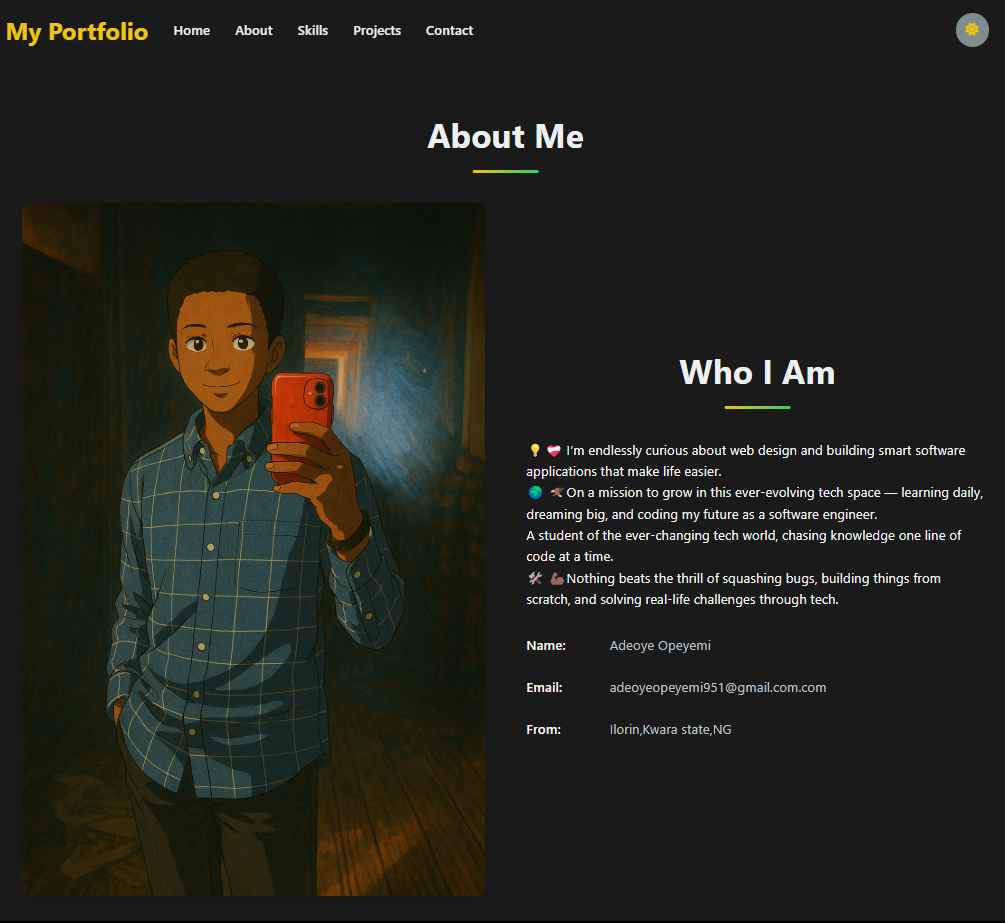 My Portfolio
Home
About
Skills
Projects
Contact
About Me
Who I Am
💡 ❤️‍🩹 I'm endlessly curious about web design and building smart software
applications that make life easier.
🌍 🛠On a mission to grow in this ever-evolving tech space — learning daily,
dreaming big, and coding my future as a software engineer.
A student of the ever-changing tech world, chasing knowledge one line of
code at a time.
🛠 💪🏾Nothing beats the thrill of squashing bugs, building things from
scratch, and solving real-life challenges through tech.
Name: Adeoye Opeyemi
Email: adeoyeopeyemi951@gmail.com.com
From: Ilorin,Kwara state,NG